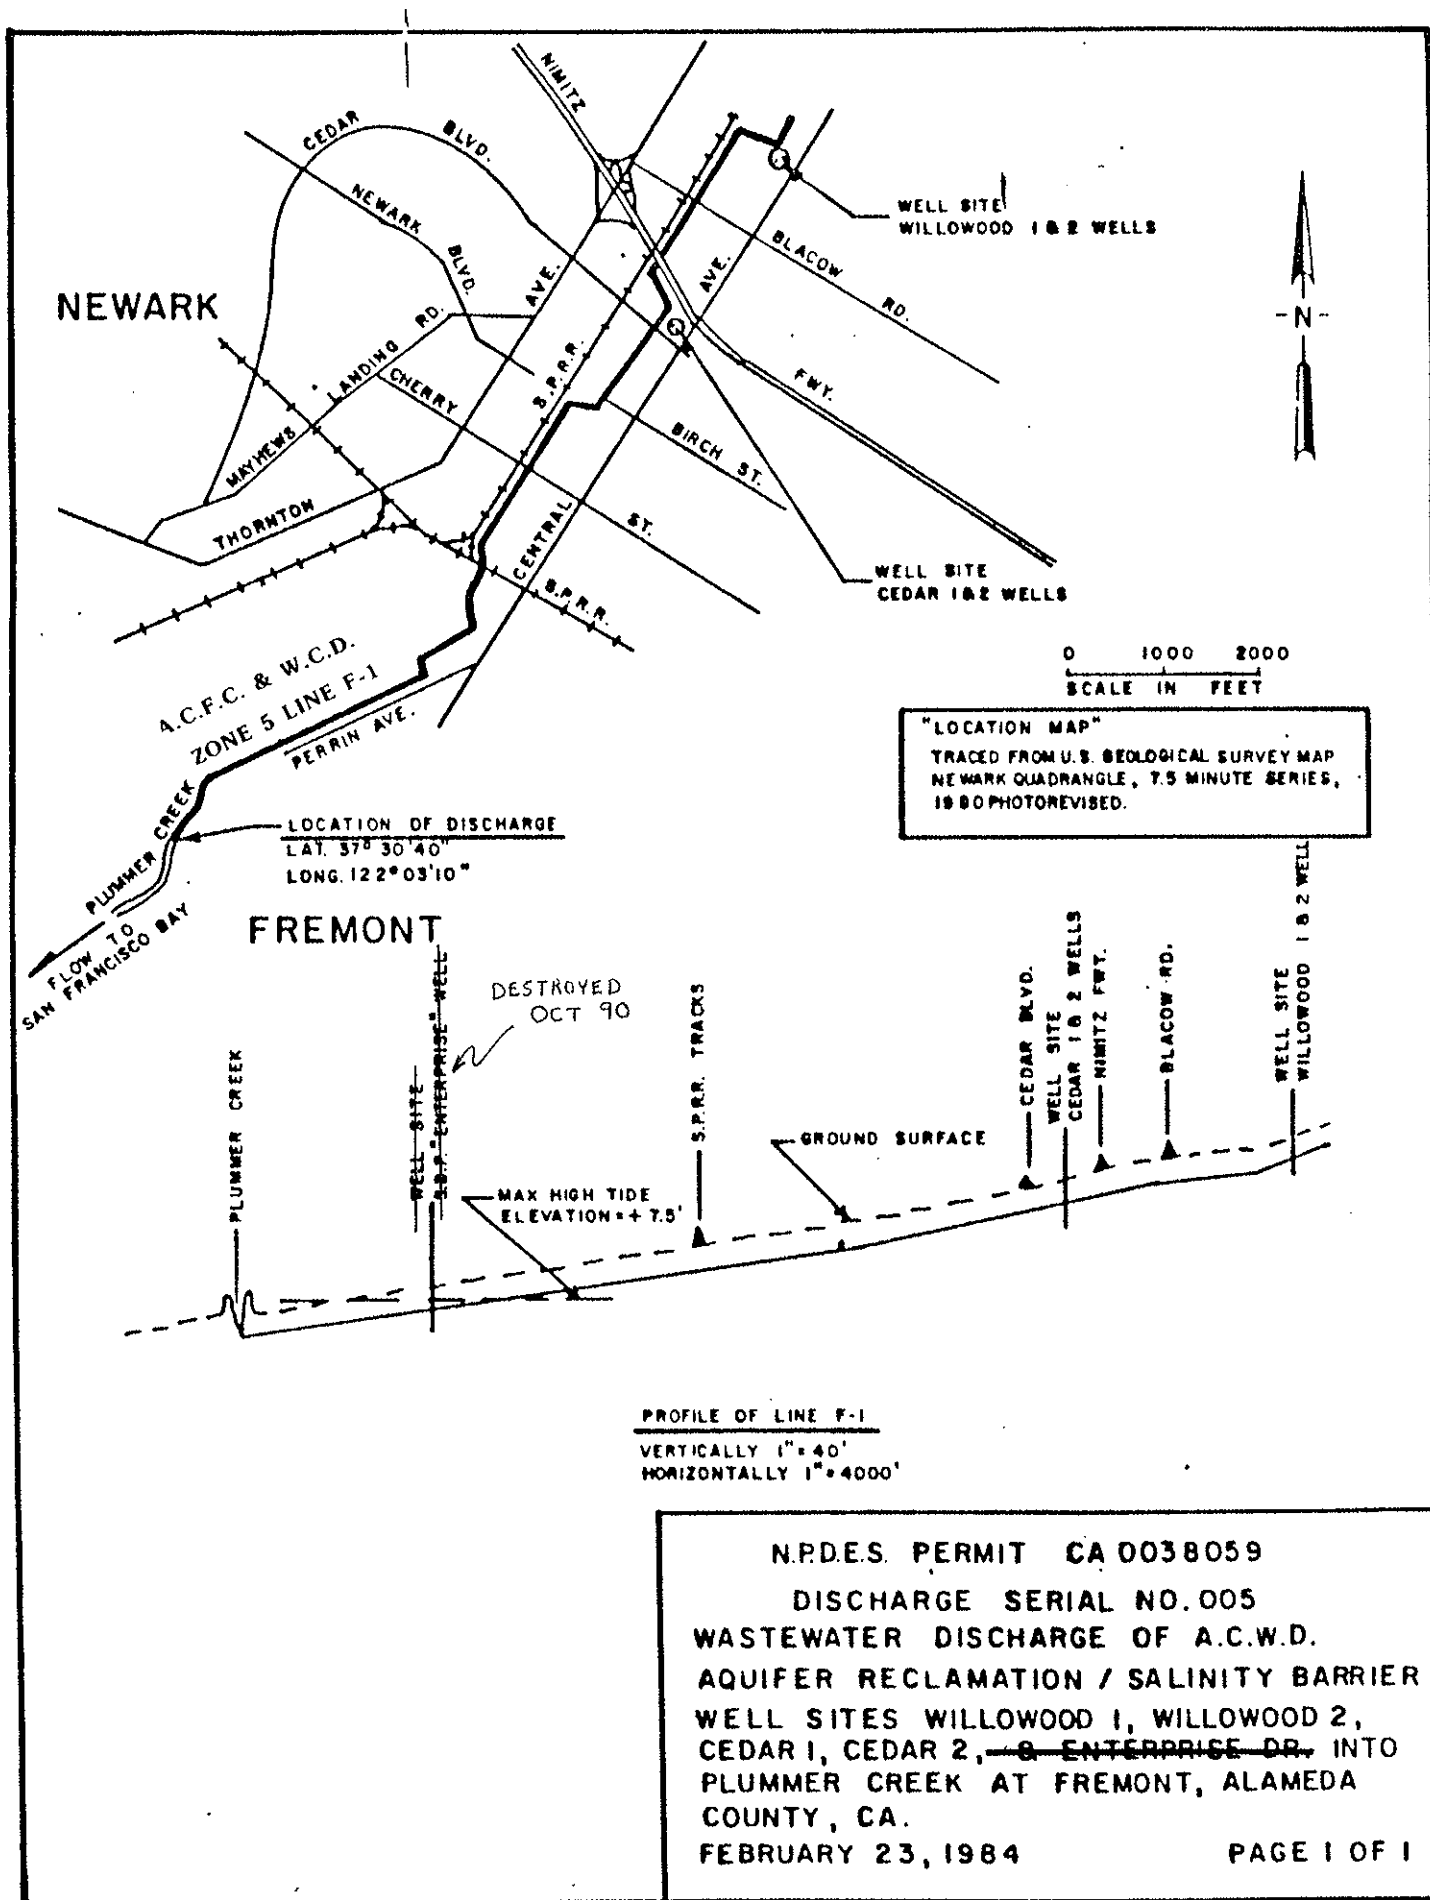 NIMITZ
CEDAR
BLVD.
NEWARK
BLVD.
WELL SITE
WILLOWOOD 1 & 2 WELLS
BLACOW
RD.
AVE.
AVE.
NEWARK
MAYHEWS
LANDING
RD.
CHERRY
ST.
S.P.R.R.
FWY.
BIRCH ST.
N
THORNTON
CENTRAL
S.P.R.R.
WELL SITE
CEDAR 1 & 2 WELLS
A.C.F.C. & W.C.D.
ZONE 5 LINE F-1
PERRIN AVE.
0 1000 2000
SCALE IN FEET
"LOCATION MAP"
TRACED FROM U.S. GEOLOGICAL SURVEY MAP
NEWARK QUADRANGLE, 7.5 MINUTE SERIES,
1980 PHOTOREVISED.
PLUMMER CREEK
LOCATION OF DISCHARGE
LAT. 37° 30' 40"
LONG. 122° 03' 10"
FLOW TO
SAN FRANCISCO BAY
FREMONT
DESTROYED
OCT 90
PLUMMER CREEK
WELL SITE
ENTERPRISE" WELL
S.P.R.R. TRACKS
CEDAR BLVD.
WELL SITE
CEDAR 1 & 2 WELLS
NIMITZ FWY.
BLACOW RD.
WELL SITE
WILLOWOOD 1 & 2 WELL
GROUND SURFACE
MAX HIGH TIDE
ELEVATION = + 7.5'
PROFILE OF LINE F-1
VERTICALLY 1" = 40'
HORIZONTALLY 1" = 4000'
N.P.D.E.S. PERMIT CA 0038059
DISCHARGE SERIAL NO. 005
WASTEWATER DISCHARGE OF A.C.W.D.
AQUIFER RECLAMATION / SALINITY BARRIER
WELL SITES WILLOWOOD 1, WILLOWOOD 2,
CEDAR 1, CEDAR 2, & ENTERPRISE DR. INTO
PLUMMER CREEK AT FREMONT, ALAMEDA
COUNTY, CA.
FEBRUARY 23, 1984 PAGE 1 OF 1